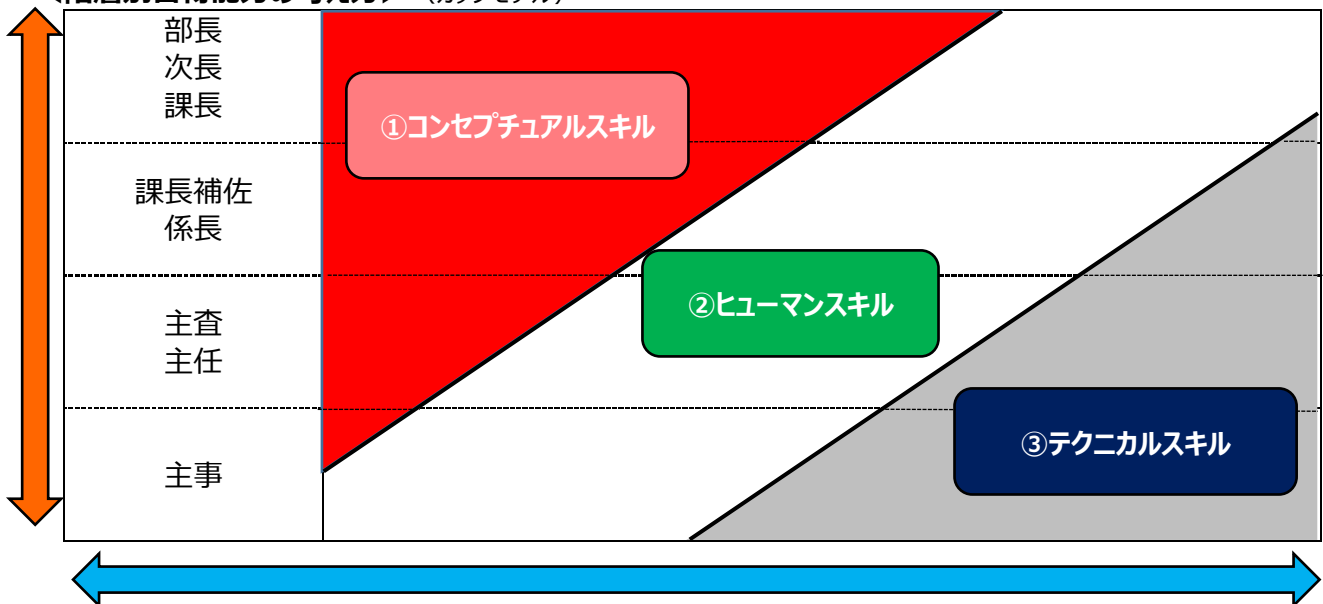 部長
次長
課長
①コンセプチュアルスキル
課長補佐
係長
②ヒューマンスキル
主査
主任
③テクニカルスキル
主事